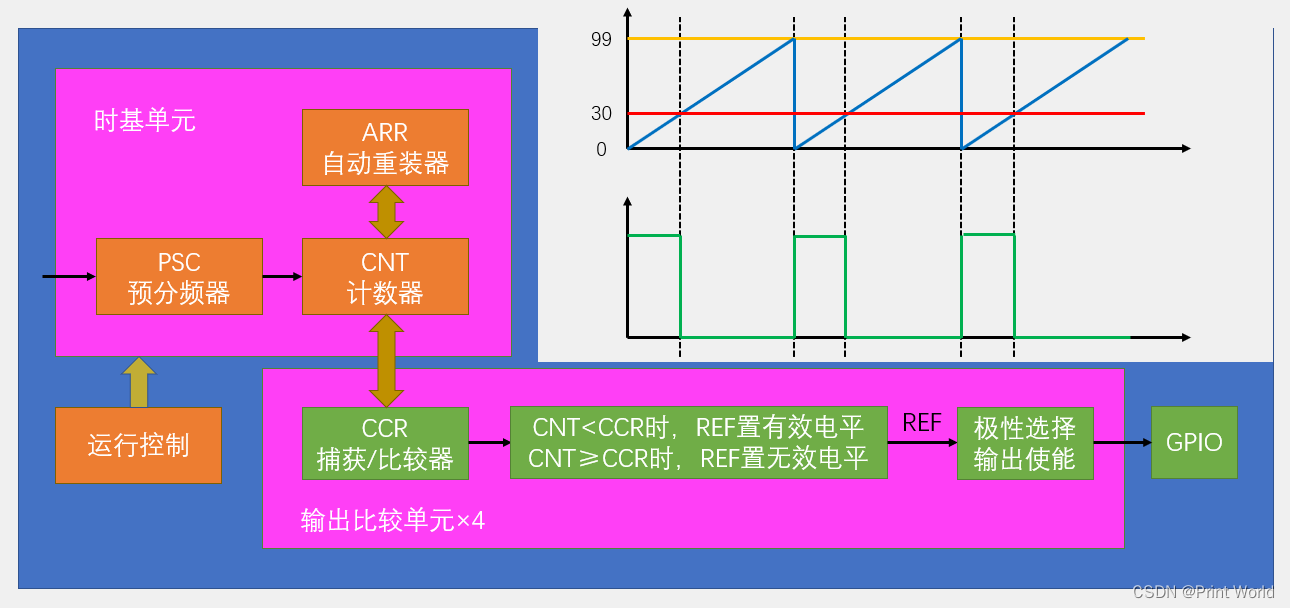 99
30
0
时基单元
ARR
自动重装器
PSC
预分频器
CNT
计数器
运行控制
CCR
捕获/比较器
CNT<CCR时，REF置有效电平
CNT≥CCR时，REF置无效电平
REF
极性选择
输出使能
GPIO
输出比较单元×4
CSDN @Print World